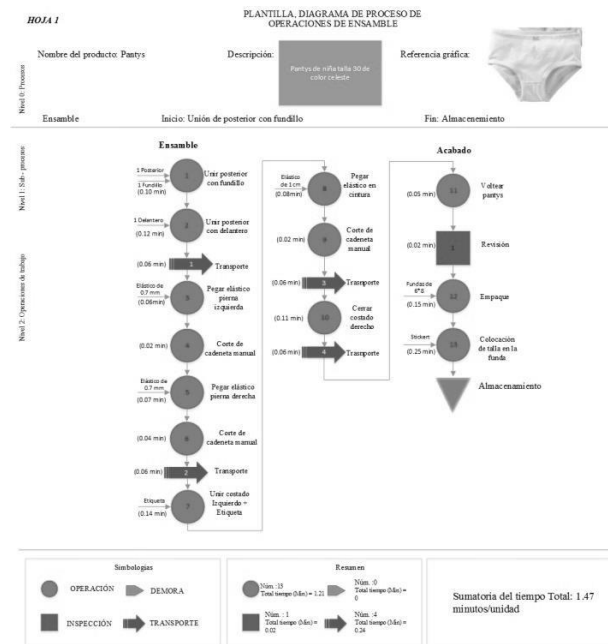 HOJA 1
PLANTILLA, DIAGRAMA DE PROCESO DE
OPERACIONES DE ENSAMBLE
Nombre del producto: Pantys
Descripción:
Pantys de niña talla 30 de
color celeste
Referencia gráfica:
Nivel 0: Procesos
Ensamble
Inicio: Unión de posterior con fundillo
Fin: Almacenemiento
Nivel 1: Sub - procesos
Nivel 2: Operaciones de trabajo
Ensamble
1 Posterior
1 Fundillo
(0.10 min)
1
Unir posterior
con fundillo
1 Delantero
(0.12 min)
2
Unir posterior
con delantero
(0.06 min)
1
Transporte
Elástico de
0.7 mm
(0.08min)
3
Pegar elástico
pierna
izquierda
(0.02 min)
4
Corte de
cadeneta manual
Elástico de
0.7 mm
(0.07 min)
5
Pegar elástico
pierna derecha
(0.04 min)
6
Corte de
cadeneta manual
(0.06 min)
2
Transporte
Etiqueta
(0.14 min)
7
Unir costado
Izquierdo =
Etiqueta
Elástico
de 1 cm
(0.08min)
8
Pegar
elástico en
cintura
(0.02 min)
9
Corte de
cadeneta
manual
(0.06 min)
3
Transporte
(0.11 min)
10
Cerrar
costado
derecho
(0.06 min)
4
Transporte
Acabado
(0.05 min)
11
Voltear
pantys
(0.02 min)
1
Revisión
Fundas de
6*8
(0.15 min)
12
Empaque
Stickert
(0.25 min)
13
Colocación
de talla en la
funda
Almacenamiento
Simbologías
OPERACIÓN
DEMORA
INSPECCIÓN
TRANSPORTE
Resumen
Núm. :13
Total tiempo (Min) = 1.21
Núm. :0
Total tiempo (Min) =
0
Núm. : 1
Total tiempo (Min) =
0.02
Núm. :4
Total tiempo (Min) =
0.24
Sumatoria del tiempo Total: 1.47
minutos/unidad